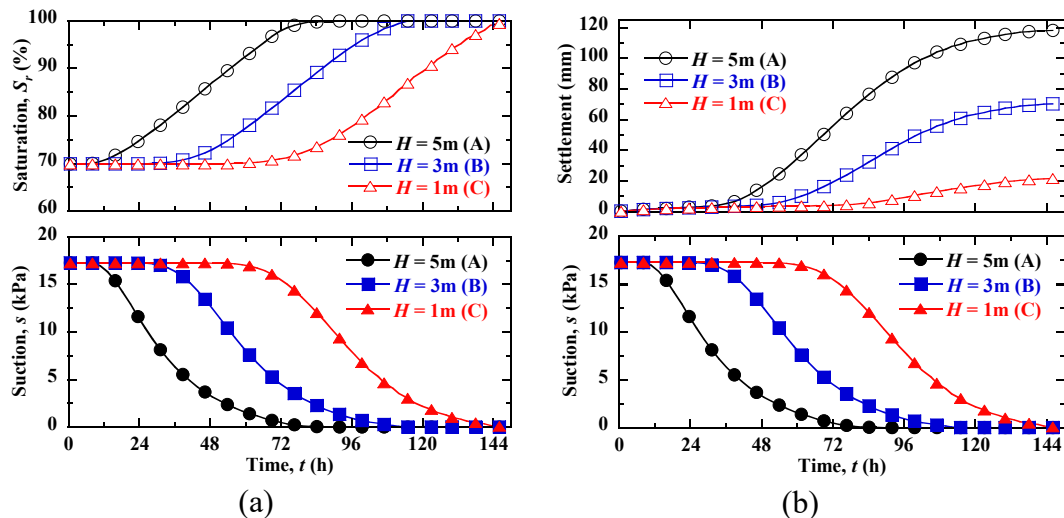 100
90
80
70
60
Saturation, Sr (%)
H = 5m (A)
H = 3m (B)
H = 1m (C)
20
15
10
5
0
Suction, s (kPa)
H = 5m (A)
H = 3m (B)
H = 1m (C)
0 24 48 72 96 120 144
Time, t (h)
(a)
120
100
80
60
40
20
0
Settlement (mm)
H = 5m (A)
H = 3m (B)
H = 1m (C)
20
15
10
5
0
Suction, s (kPa)
H = 5m (A)
H = 3m (B)
H = 1m (C)
0 24 48 72 96 120 144
Time, t (h)
(b)